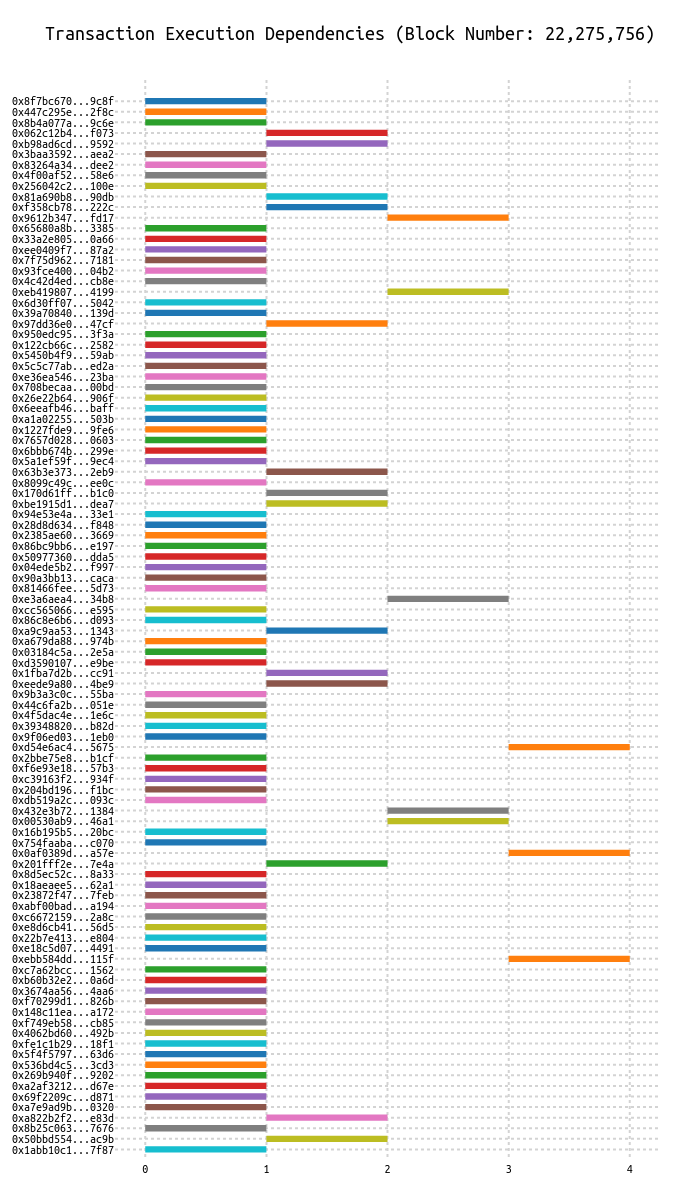 Transaction Execution Dependencies (Block Number: 22,275,756)
0x8f7bc670...9c8f
0x447c295e...2f8c
0x8b4a077a...9c6e
0x062c12b4...f073
0xb98ad6cd...9592
0x3baa3592...aea2
0x83264a34...dee2
0x4f00af52...58e6
0x256042c2...100e
0x81a690b8...90db
0xf358cb78...222c
0x9612b347...fd17
0x65680a8b...3385
0x33a2e805...0a66
0xee0409f7...87a2
0x7f75d962...7181
0x93fce400...04b2
0x4c42d4ed...cb8e
0xeb419807...4199
0x6d30ff07...5042
0x39a70840...139d
0x97dd36e0...47cf
0x950edc95...3f3a
0x122cb66c...2582
0x5450b4f9...59ab
0x5c5c77ab...ed2a
0xe36ea546...23ba
0x708becaa...00bd
0x26e22b64...906f
0x6eeafb46...baff
0xa1a02255...503b
0x1227fde9...9fe6
0x7657d028...0603
0x6bbb674b...299e
0x5a1ef59f...9ec4
0x63b3e373...2eb9
0x8099c49c...ee0c
0x170d61ff...b1c0
0xbe1915d1...dea7
0x94e53e4a...33e1
0x28d8d634...f848
0x2385ae60...3669
0x86bc9bb6...e197
0x50977360...dda5
0x04ede5b2...f997
0x90a3bb13...caca
0x81466fee...5d73
0xe3a6aea4...34b8
0xcc565066...e595
0x86c8e6b6...d093
0xa9c9aa53...1343
0xa679da88...974b
0x03184c5a...2e5a
0xd3590107...e9be
0x1fba7d2b...cc91
0xeede9a80...4be9
0x9b3a3c0c...55ba
0x44c6fa2b...051e
0x4f5dac4e...1e6c
0x39348820...b82d
0x9f06ed03...1eb0
0xd54e6ac4...5675
0x2bbe75e8...b1cf
0xf6e93e18...57b3
0xc39163f2...934f
0x204bd196...f1bc
0xdb519a2c...093c
0x432e3b72...1384
0x00530ab9...46a1
0x16b195b5...20bc
0x754faaba...c070
0x0af0389d...a57e
0x201fff2e...7e4a
0x8d5ec52c...8a33
0x18aeaee5...62a1
0x23872f47...7feb
0xabf00bad...a194
0xc6672159...2a8c
0xe8d6cb41...56d5
0x22b7e413...e804
0xe18c5d07...4491
0xebb584dd...115f
0xc7a62bcc...1562
0xb60b32e2...0a6d
0x3674aa56...4aa6
0xf70299d1...826b
0x148c11ea...a172
0xf749eb58...cb85
0x4062bd60...492b
0xfe1c1b29...18f1
0x5f4f5797...63d6
0x536bd4c5...3cd3
0x269b940f...9202
0xa2af3212...d67e
0x69f2209c...d871
0xa7e9ad9b...0320
0xa822b2f2...e83d
0x8b25c063...7676
0x50bbd554...ac9b
0x1abb10c1...7f87
0 1 2 3 4